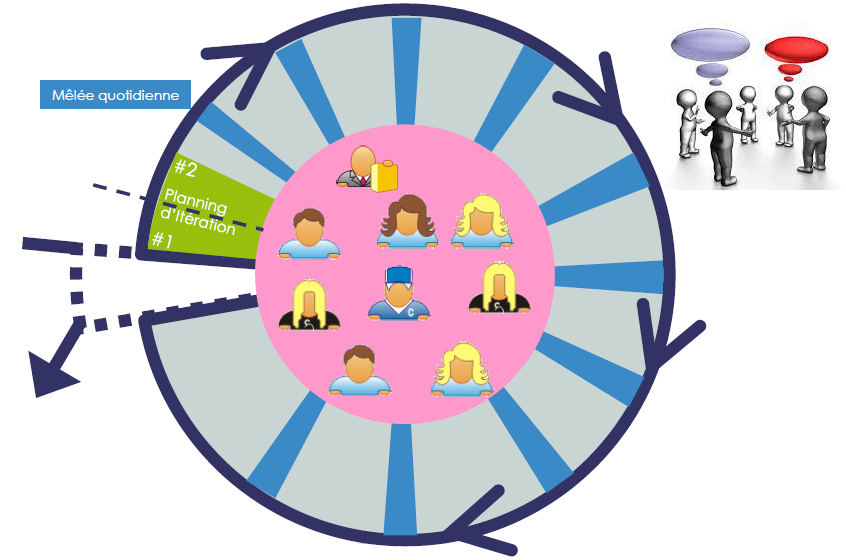 Mêlée quotidienne
#2
Planning
d'Itération
#1
C